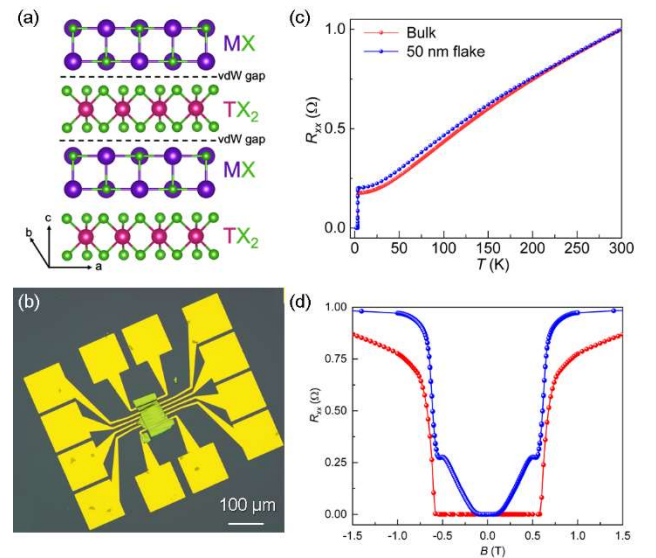 (a)
MX
vdW gap
TX₂
vdW gap
MX
TX₂
c
b
a
(b)
100 μm
(c)
Bulk
50 nm flake
Rxx (Ω)
1.0
0.5
0.0
0 50 100 150 200 250 300
T (K)
(d)
Rxx (Ω)
1.00
0.75
0.50
0.25
0.00
-1.5 -1.0 -0.5 0.0 0.5 1.0 1.5
B (T)